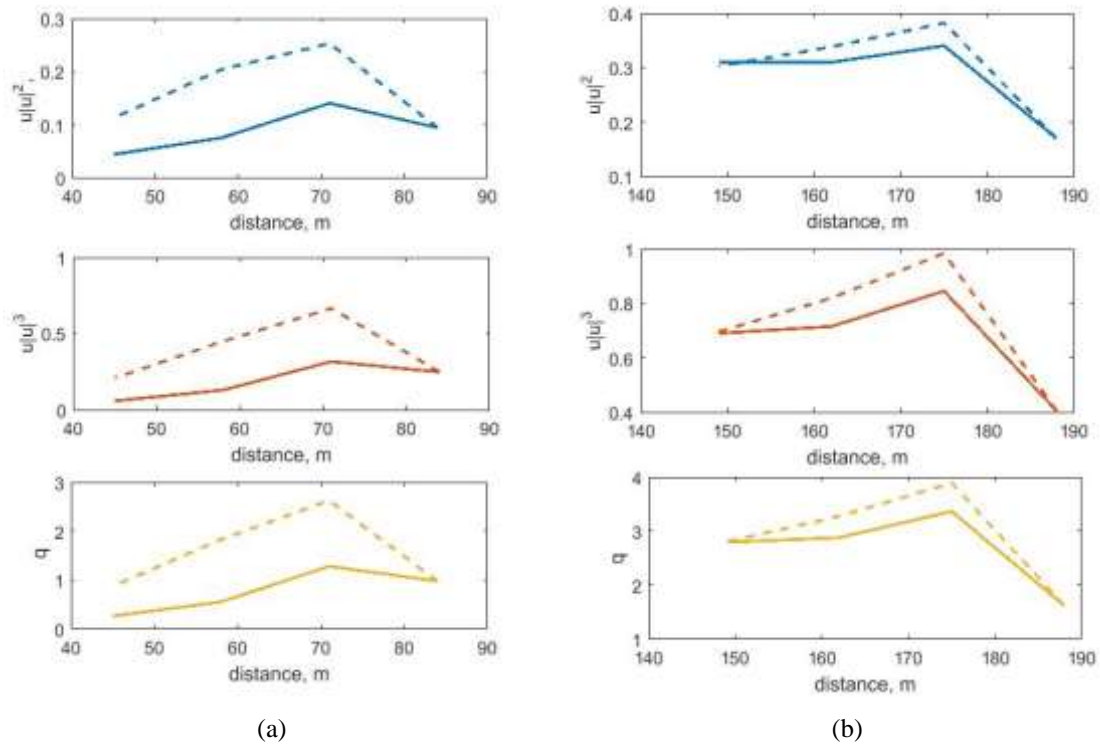 0.3
0.2
0.1
0
u|u|²,
40 50 60 70 80 90
distance, m
1
0.5
0
u|u|³
40 50 60 70 80 90
distance, m
3
2
1
0
q
40 50 60 70 80 90
distance, m
(a)
0.4
0.3
0.2
0.1
u|u|²
140 150 160 170 180 190
distance, m
1
0.8
0.6
0.4
u|u|³
140 150 160 170 180 190
distance, m
4
3
2
1
q
140 150 160 170 180 190
distance, m
(b)